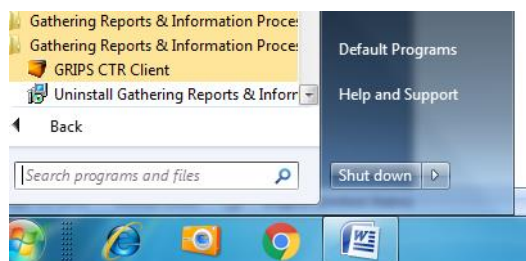 Gathering Reports & Information Proce
Gathering Reports & Information Proce
GRIPS CTR Client
Uninstall Gathering Reports & Infor
Back
Search programs and files
Default Programs
Help and Support
Shut down
W